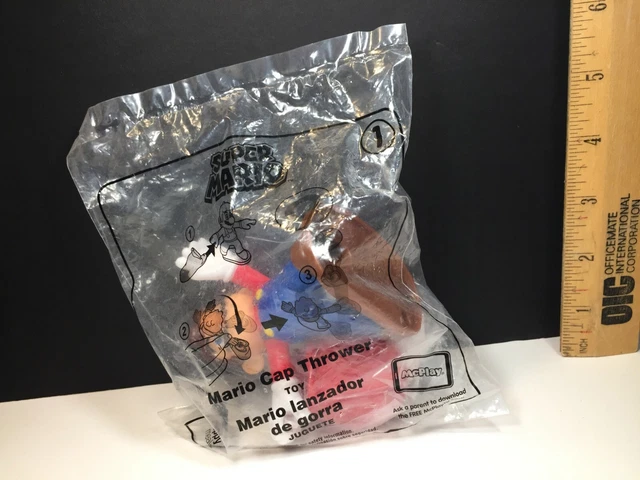 1
SUPER
MARIO
1
2
3
Mario Cap Thrower
TOY
Mario lanzador
de gorra
JUGUETE
McPlay
Ask a parent to download
the FREE McPlay
6
5
4
3
2
1
INCH
OIC OFFICEMATE
INTERNATIONAL
CORPORATION